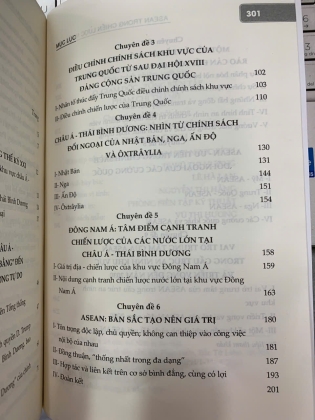 301
MỤC LỤC
Chuyên đề 3
ĐIỀU CHỈNH CHÍNH SÁCH KHU VỰC CỦA
TRUNG QUỐC TỪ SAU ĐẠI HỘI XVIII
ĐẢNG CỘNG SẢN TRUNG QUỐC 102
I- Nhân tố thúc đẩy Trung Quốc điều chỉnh chính sách khu vực 103
II- Điều chỉnh chiến lược của Trung Quốc 110
Chuyên đề 4
CHÂU Á - THÁI BÌNH DƯƠNG: NHÌN TỪ CHÍNH SÁCH
ĐỐI NGOẠI CỦA NHẬT BẢN, NGA, ẤN ĐỘ
VÀ ÔXTRÂYLIA 130
I- Nhật Bản 131
II- Nga 144
III- Ấn Độ 151
IV- Ôxtrâylia 154
Chuyên đề 5
ĐÔNG NAM Á: TÂM ĐIỂM CẠNH TRANH
CHIẾN LƯỢC CỦA CÁC NƯỚC LỚN TẠI
CHÂU Á - THÁI BÌNH DƯƠNG 158
I- Giá trị địa - chiến lược của khu vực Đông Nam Á 159
II- Nội dung cạnh tranh chiến lược nước lớn tại khu vực Đông
Nam Á 163
Chuyên đề 6
ASEAN: BẢN SẮC TẠO NÊN GIÁ TRỊ 180
I- Tôn trọng độc lập, chủ quyền; không can thiệp vào công việc
nội bộ của nhau 181
II- Đồng thuận, "thống nhất trong đa dạng" 187
III- Hợp tác và liên kết trên cơ sở bình đẳng, cùng có lợi 193
IV- Đoàn kết 201